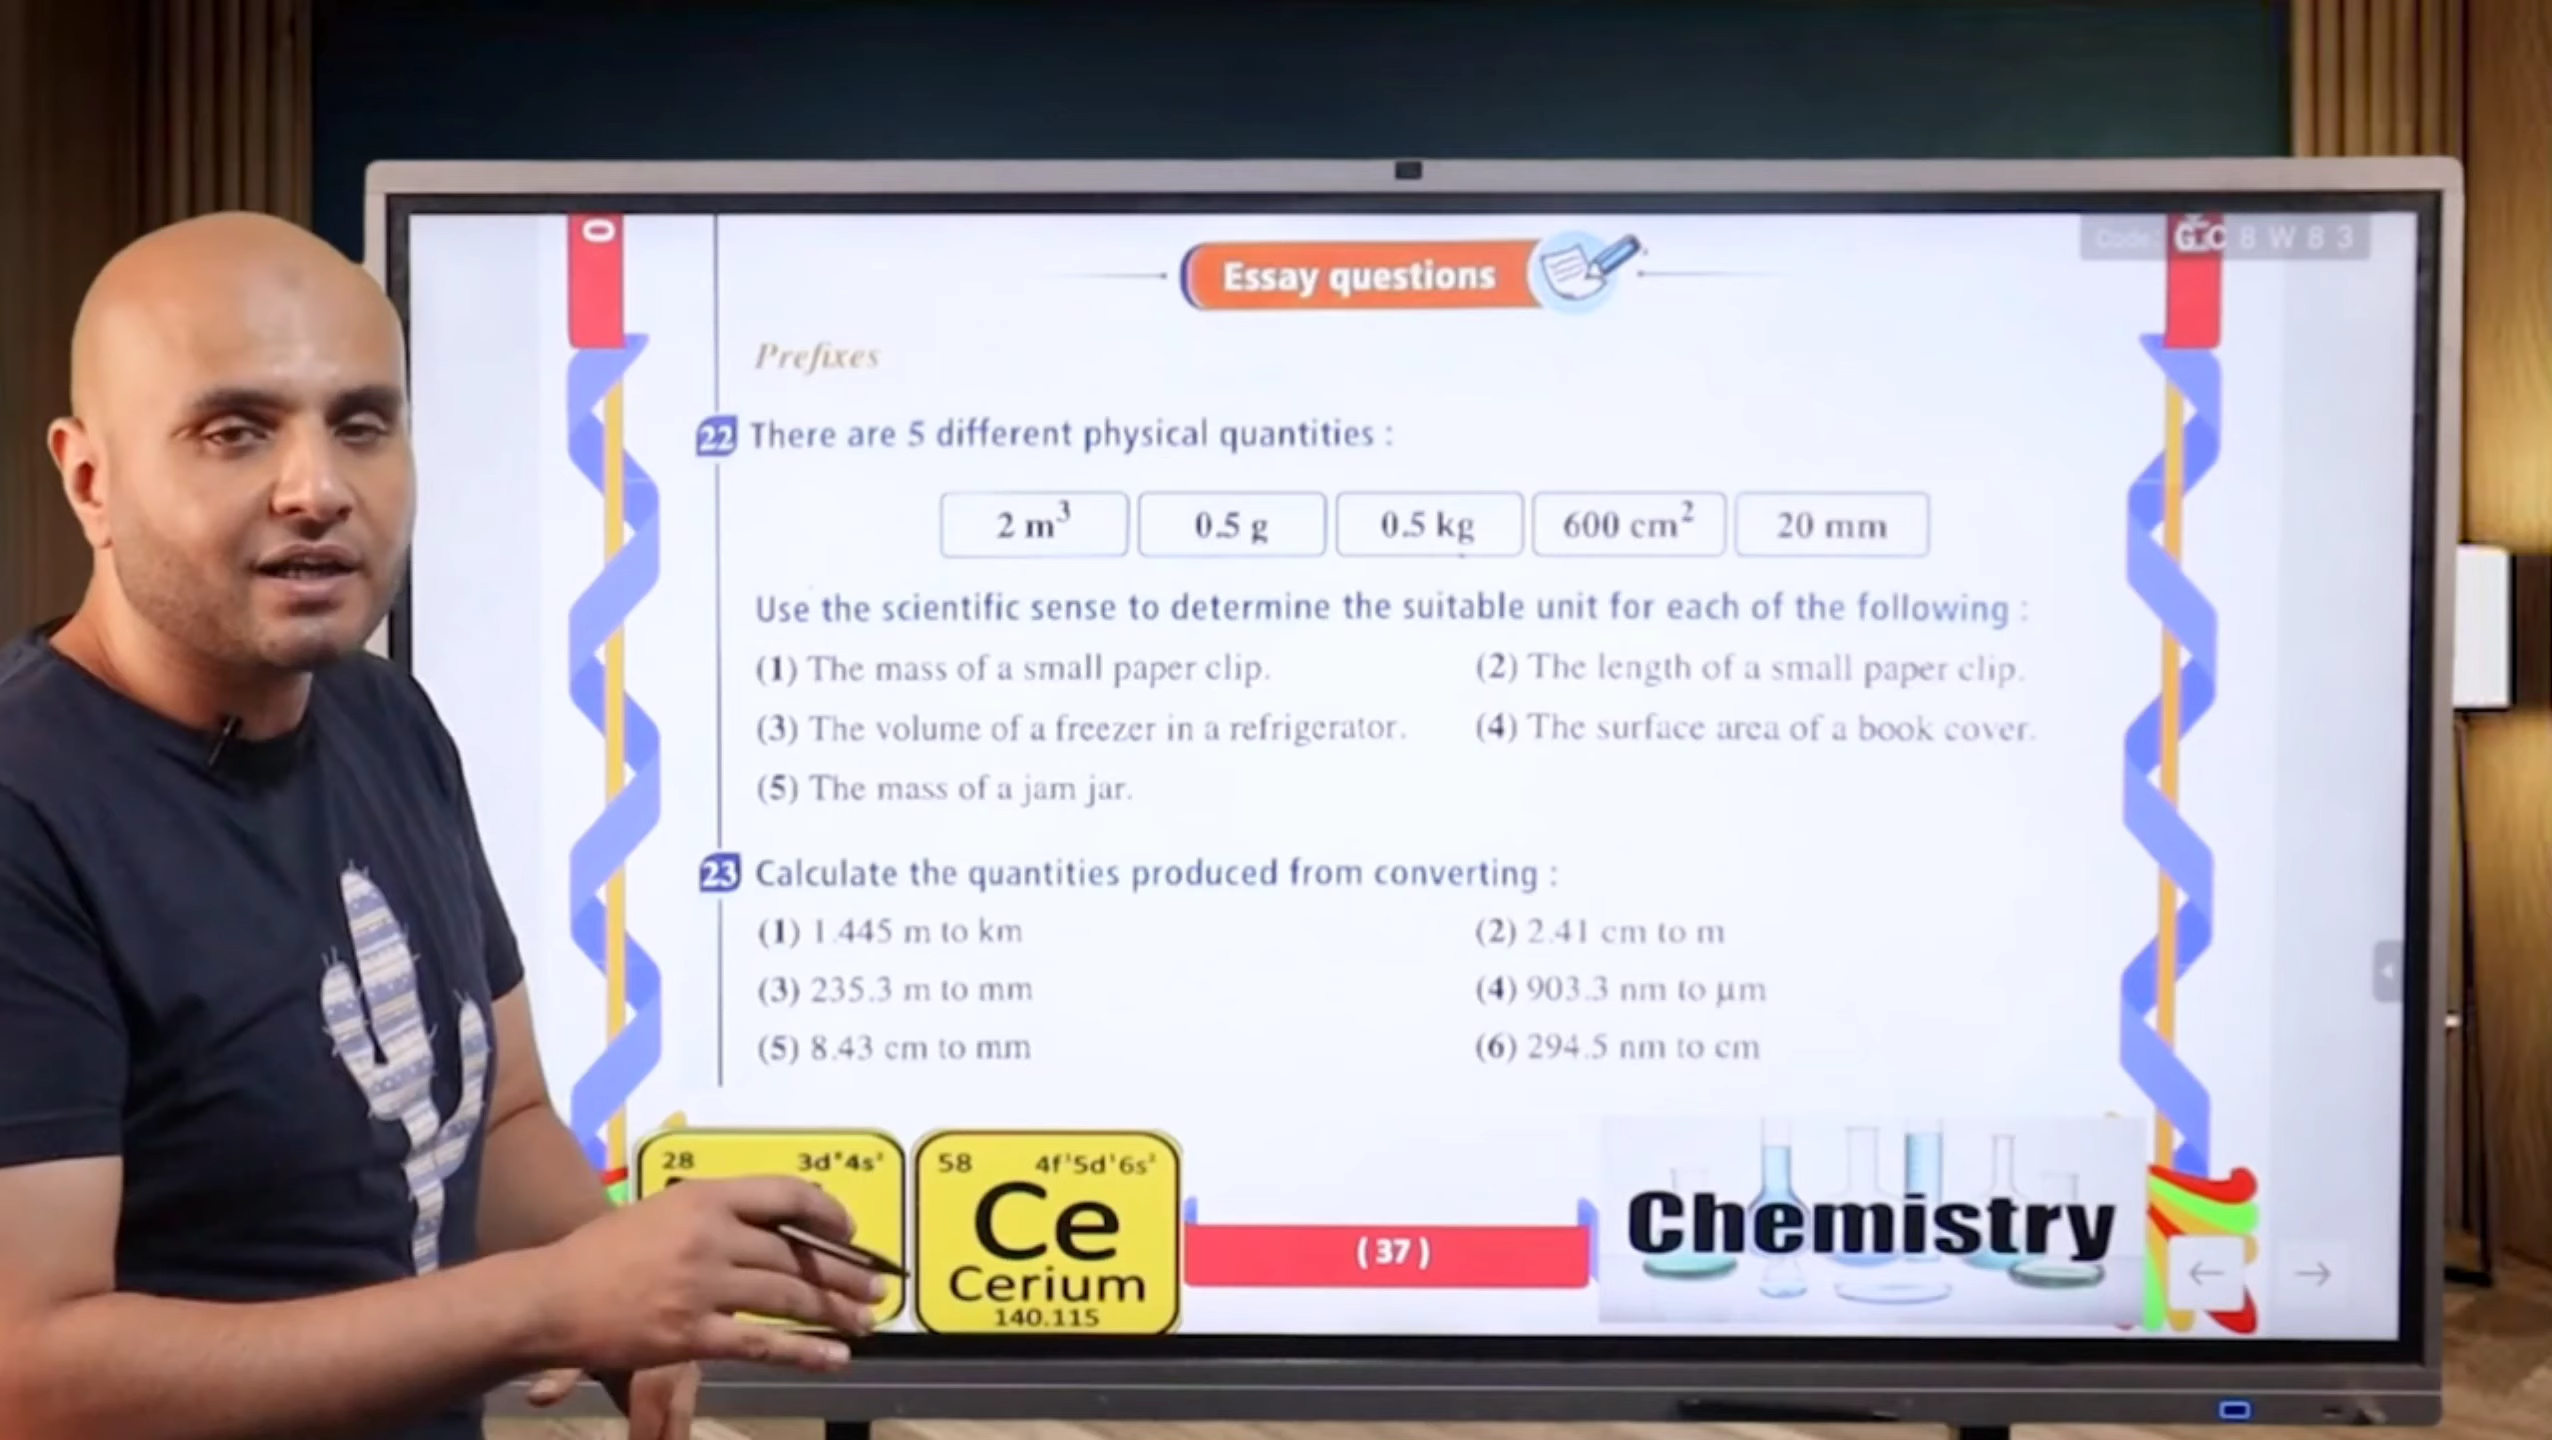 Code: G C 8 W 8 3
Essay questions
Prefixes
22 There are 5 different physical quantities :
2 m³ 0.5 g 0.5 kg 600 cm² 20 mm
Use the scientific sense to determine the suitable unit for each of the following :
(1) The mass of a small paper clip. (2) The length of a small paper clip.
(3) The volume of a freezer in a refrigerator. (4) The surface area of a book cover.
(5) The mass of a jam jar.
23 Calculate the quantities produced from converting :
(1) 1.445 m to km (2) 2.41 cm to m
(3) 235.3 m to mm (4) 903.3 nm to μm
(5) 8.43 cm to mm (6) 294.5 nm to cm
28 3d⁸4s² 58 4f¹5d¹6s²
Ce
Cerium
140.115
( 37 )
Chemistry